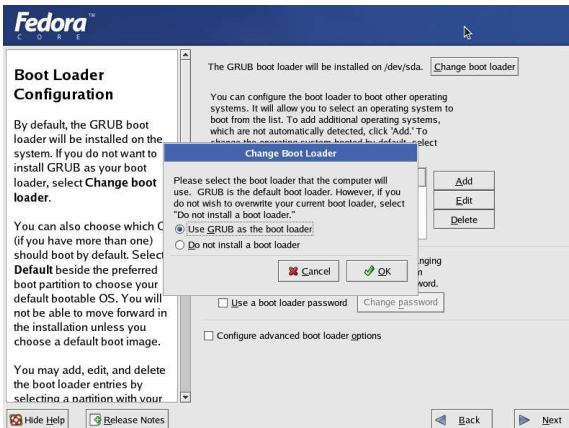 Fedora™
CORE
Boot Loader
Configuration
By default, the GRUB boot
loader will be installed on the
system. If you do not want to
install GRUB as your boot
loader, select Change boot
loader.
You can also choose which O
(if you have more than one)
should boot by default. Select
Default beside the preferred
boot partition to choose your
default bootable OS. You will
not be able to move forward in
the installation unless you
choose a default boot image.
You may add, edit, and delete
the boot loader entries by
selecting a partition with your
The GRUB boot loader will be installed on /dev/sda.
Change boot loader
You can configure the boot loader to boot other operating
systems. It will allow you to select an operating system to
boot from the list. To add additional operating systems,
which are not automatically detected, click 'Add.' To
change the operating system booted by default, select
Change Boot Loader
Please select the boot loader that the computer will
use. GRUB is the default boot loader. However, if you
do not wish to overwrite your current boot loader, select
"Do not install a boot loader."
Use GRUB as the boot loader
Do not install a boot loader
Cancel
OK
Add
Edit
Delete
word.
Use a boot loader password
Change password
Configure advanced boot loader options
Hide Help
Release Notes
Back
Next